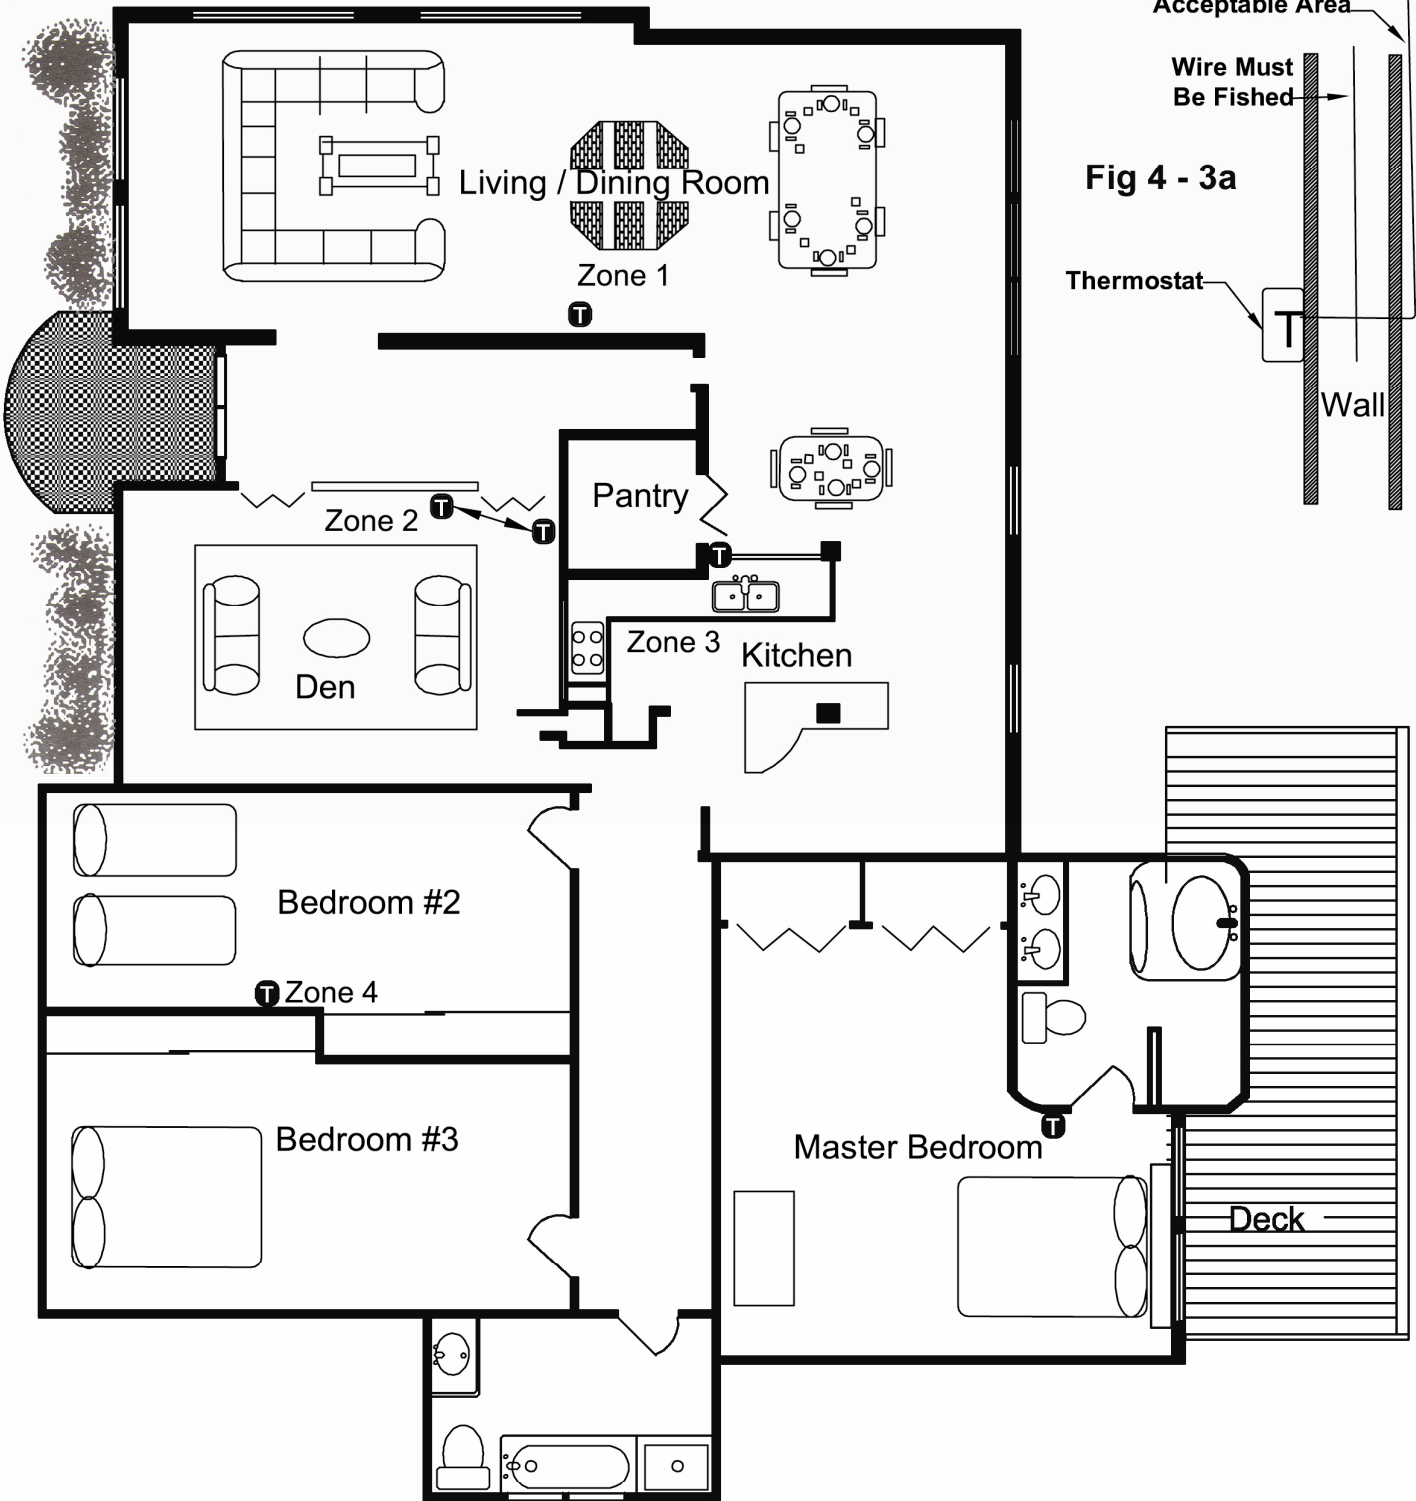 Acceptable Area
Wire Must
Be Fished
Fig 4 - 3a
Living / Dining Room
Zone 1
T
Thermostat
T
Wall
Pantry
Zone 2
T
T
T
Zone 3
Kitchen
Den
Bedroom #2
T Zone 4
Bedroom #3
T
Master Bedroom
Deck